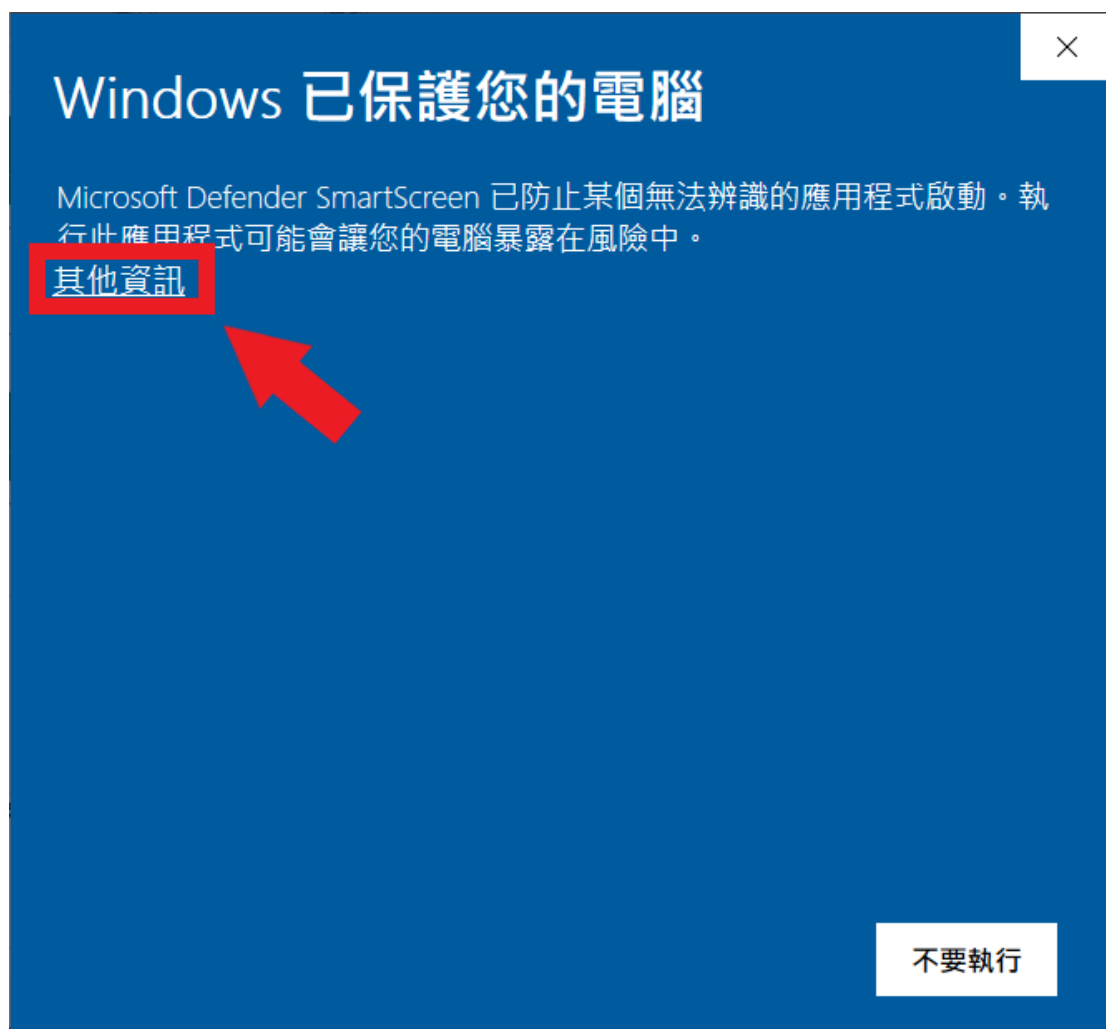 Windows 已保護您的電腦
Microsoft Defender SmartScreen 已防止某個無法辨識的應用程式啟動。執
行此應用程式可能會讓您的電腦暴露在風險中。
其他資訊
不要執行